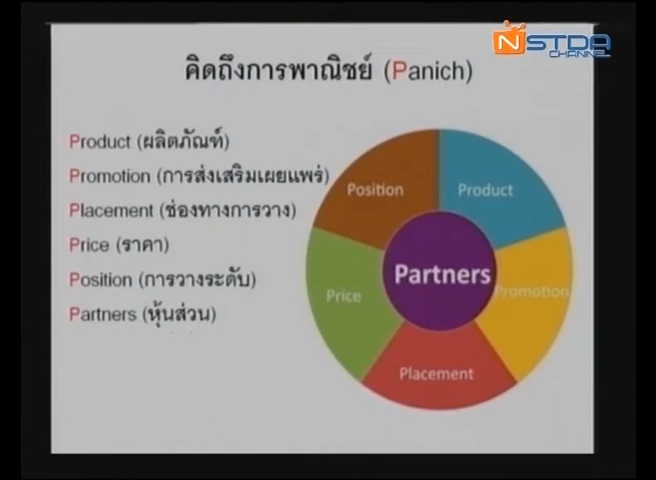 NSTDA
CHANNEL
คิดถึงการพาณิชย์ (Panich)
Product (ผลิตภัณฑ์)
Promotion (การส่งเสริมเผยแพร่)
Placement (ช่องทางการวาง)
Price (ราคา)
Position (การวางระดับ)
Partners (หุ้นส่วน)
Position
Product
Partners
Price
Promotion
Placement